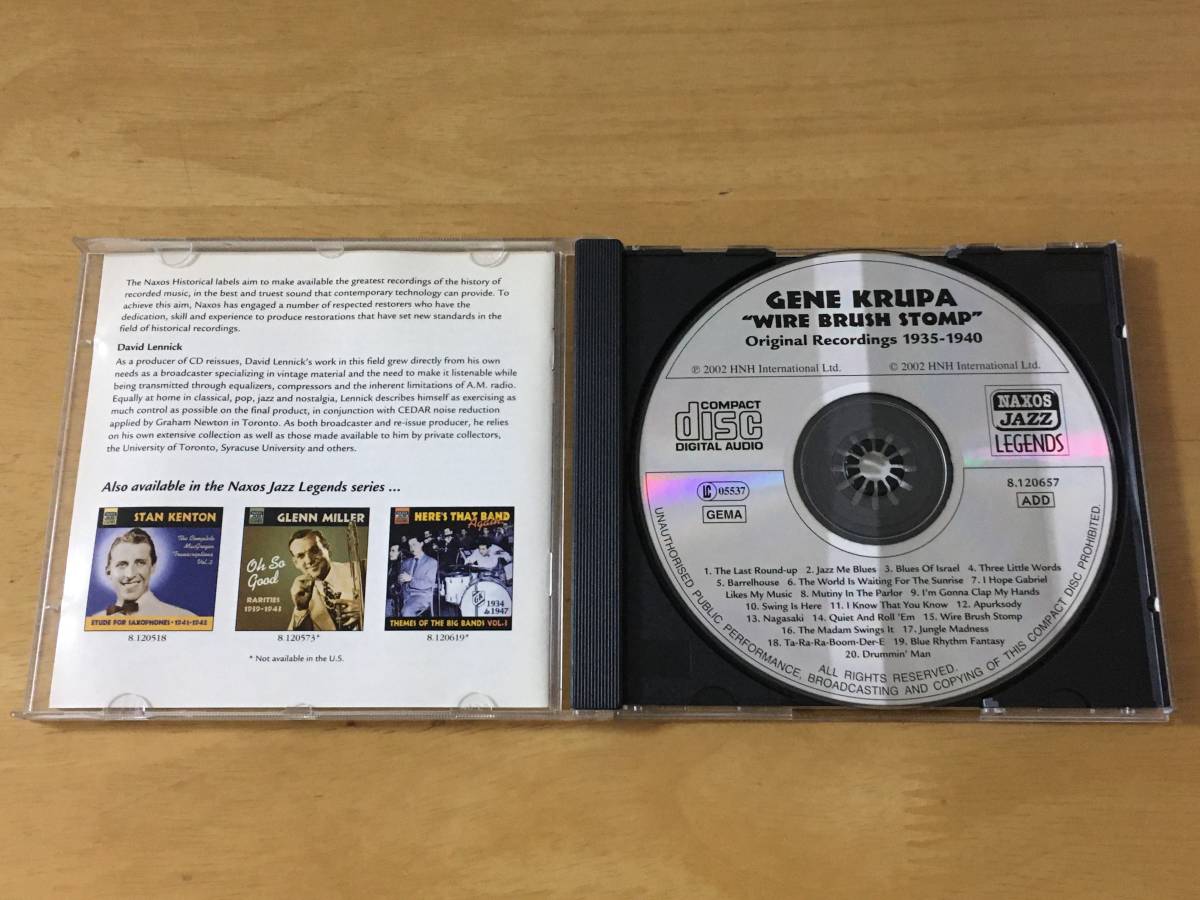 The Naxos Historical labels aim to make available the greatest recordings of the history of
recorded music, in the best and truest sound that contemporary technology can provide. To
achieve this aim, Naxos has engaged a number of respected restorers who have the
dedication, skill and experience to produce restorations that have set new standards in the
field of historical recordings.
David Lennick
As a producer of CD reissues, David Lennick's work in this field grew directly from his own
needs as a broadcaster specializing in vintage material and the need to make it listenable while
being transmitted through equalizers, compressors and the inherent limitations of A.M. radio.
Equally at home in classical, pop, jazz and nostalgia, Lennick describes himself as exercising as
much control as possible on the final product, in conjunction with CEDAR noise reduction
applied by Graham Newton in Toronto. As both broadcaster and re-issue producer, he relies
on his own extensive collection as well as those made available to him by private collectors,
the University of Toronto, Syracuse University and others.
Also available in the Naxos Jazz Legends series ...
STAN KENTON
The Complete
MacGregor
Transcriptions
ETUDE FOR SAXOPHONES · 1941-1942
8.120518
GLENN MILLER
Oh So
Good
RARITIES
1939-1943
8.120573*
HERE'S THAT BAND
Again...
1934
to
1947
THEMES OF THE BIG BANDS VOL.1
8.120619*
* Not available in the U.S.
GENE KRUPA
"WIRE BRUSH STOMP"
Original Recordings 1935-1940
℗ 2002 HNH International Ltd.
© 2002 HNH International Ltd.
COMPACT
disc
DIGITAL AUDIO
NAXOS
JAZZ
LEGENDS
LC 05537
GEMA
8.120657
ADD
1. The Last Round-up 2. Jazz Me Blues 3. Blues Of Israel 4. Three Little Words
5. Barrelhouse 6. The World Is Waiting For The Sunrise 7. I Hope Gabriel
Likes My Music 8. Mutiny In The Parlor 9. I'm Gonna Clap My Hands
10. Swing Is Here 11. I Know That You Know 12. Apurksody
13. Nagasaki 14. Quiet And Roll 'Em 15. Wire Brush Stomp
16. The Madam Swings It 17. Jungle Madness
18. Ta-Ra-Ra-Boom-Der-E 19. Blue Rhythm Fantasy
20. Drummin' Man
ALL RIGHTS RESERVED.
UNAUTHORISED PUBLIC PERFORMANCE, BROADCASTING AND COPYING OF THIS COMPACT DISC PROHIBITED.